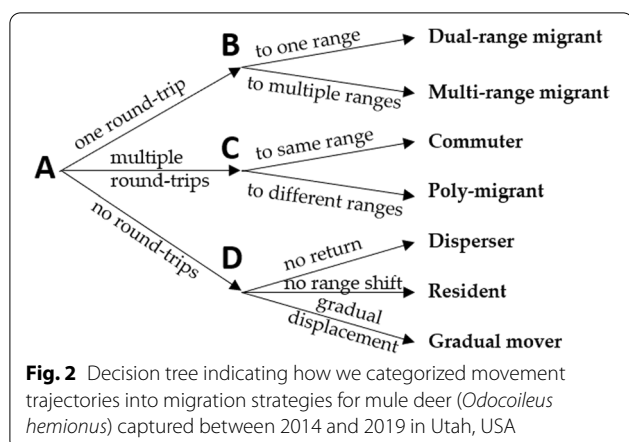 B
to one range
Dual-range migrant
to multiple ranges
Multi-range migrant
one round-trip
A
multiple
round-trips
C
to same range
Commuter
to different ranges
Poly-migrant
no round-trips
D
no return
Disperser
no range shift
Resident
gradual
displacement
Gradual mover
Fig. 2 Decision tree indicating how we categorized movement
trajectories into migration strategies for mule deer (Odocoileus
hemionus) captured between 2014 and 2019 in Utah, USA